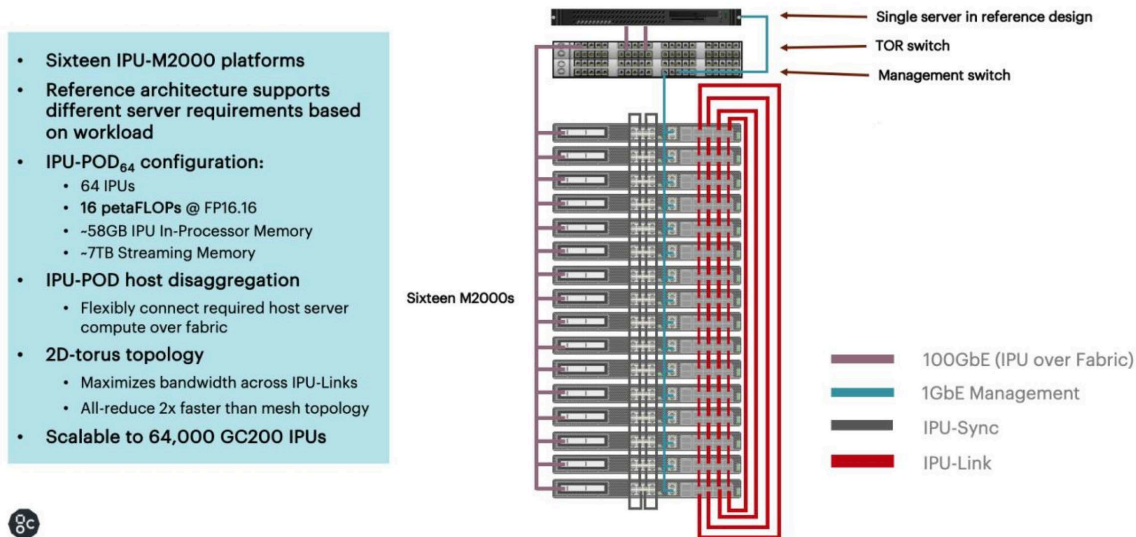 Sixteen IPU-M2000 platforms
Reference architecture supports
different server requirements based
on workload
IPU-POD64 configuration:
64 IPUs
16 petaFLOPs @ FP16.16
~58GB IPU In-Processor Memory
~7TB Streaming Memory
IPU-POD host disaggregation
Flexibly connect required host server
compute over fabric
2D-torus topology
Maximizes bandwidth across IPU-Links
All-reduce 2x faster than mesh topology
Scalable to 64,000 GC200 IPUs
Single server in reference design
TOR switch
Management switch
Sixteen M2000s
100GbE (IPU over Fabric)
1GbE Management
IPU-Sync
IPU-Link
gc